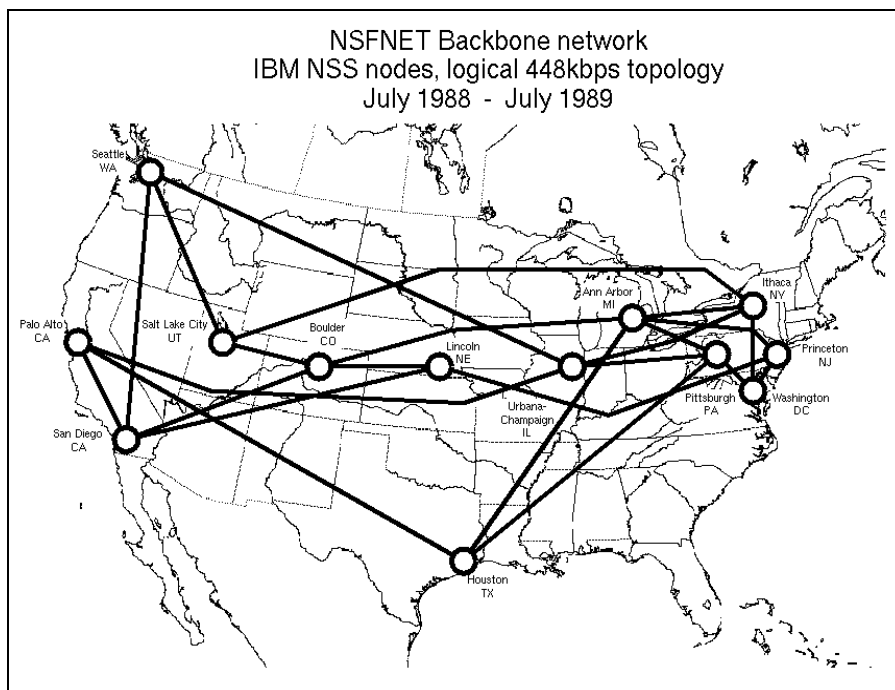 NSFNET Backbone network
IBM NSS nodes, logical 448kbps topology
July 1988 - July 1989
Seattle
WA
Ithaca
NY
Ann Arbor
MI
Palo Alto
CA
Salt Lake City
UT
Boulder
CO
Lincoln
NE
Princeton
NJ
Urbana-
Champaign
IL
Pittsburgh
PA
Washington
DC
San Diego
CA
Houston
TX